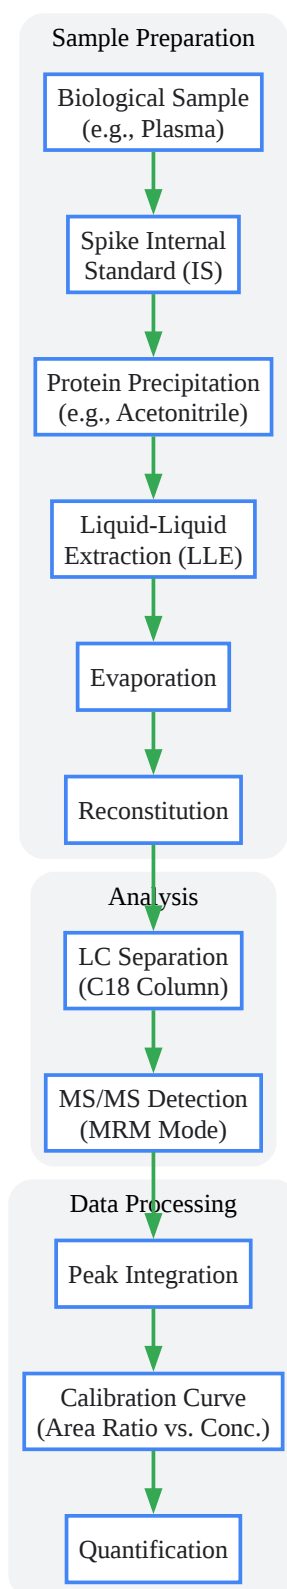 Sample Preparation
Biological Sample
(e.g., Plasma)
Spike Internal
Standard (IS)
Protein Precipitation
(e.g., Acetonitrile)
Liquid-Liquid
Extraction (LLE)
Evaporation
Reconstitution
Analysis
LC Separation
(C18 Column)
MS/MS Detection
(MRM Mode)
Data Processing
Peak Integration
Calibration Curve
(Area Ratio vs. Conc.)
Quantification